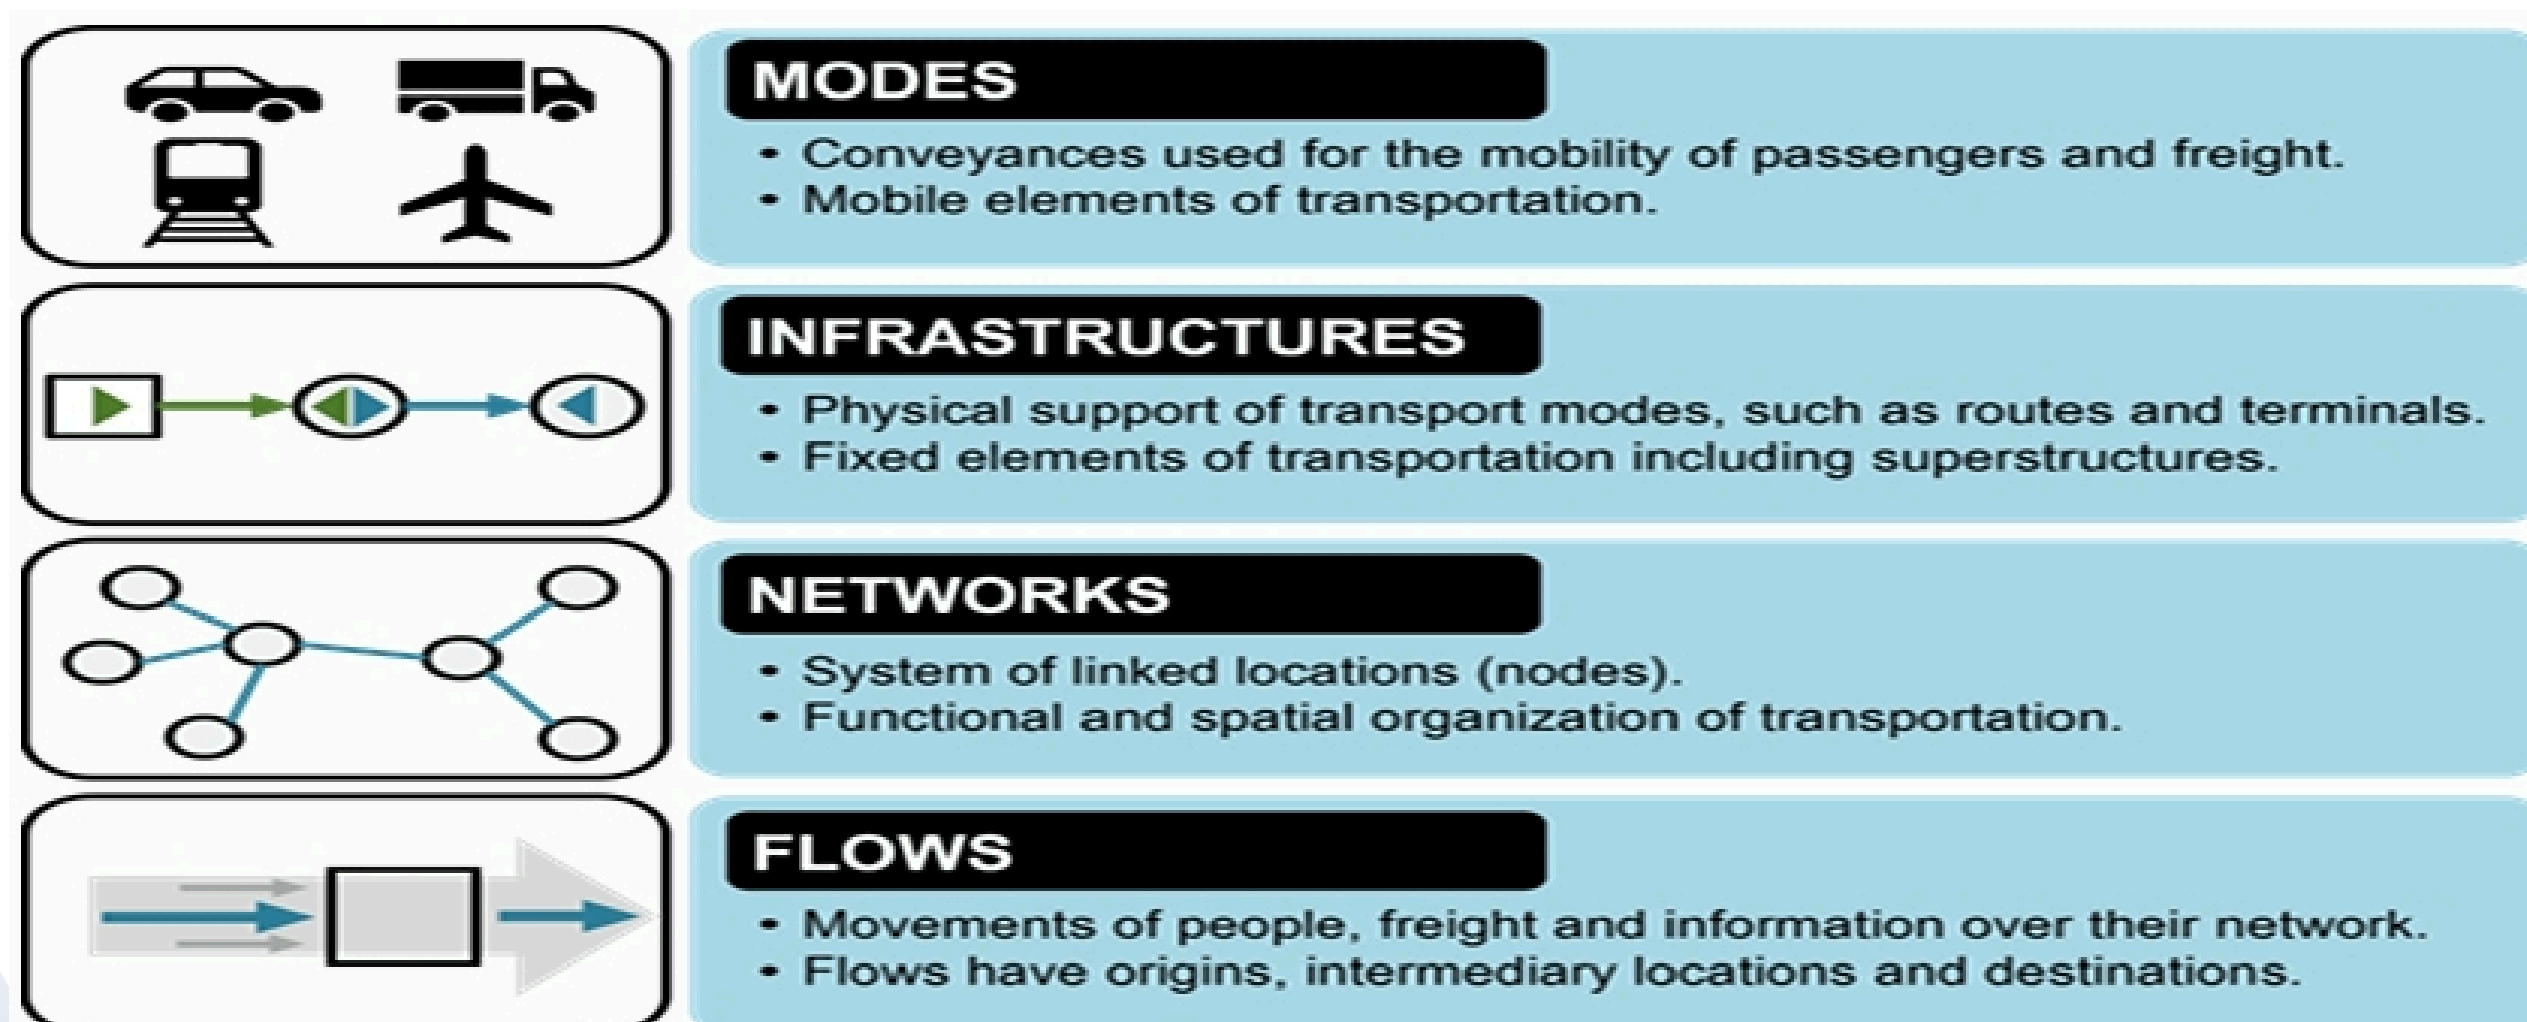 MODES
• Conveyances used for the mobility of passengers and freight.
• Mobile elements of transportation.
INFRASTRUCTURES
• Physical support of transport modes, such as routes and terminals.
• Fixed elements of transportation including superstructures.
NETWORKS
• System of linked locations (nodes).
• Functional and spatial organization of transportation.
FLOWS
• Movements of people, freight and information over their network.
• Flows have origins, intermediary locations and destinations.